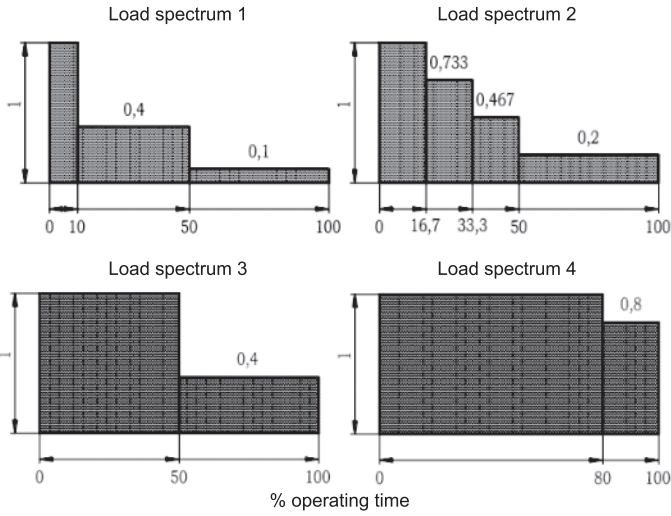 Load spectrum 1
1
0,4
0,1
0 10 50 100
Load spectrum 2
1
0,733
0,467
0,2
0 16,7 33,3 50 100
Load spectrum 3
1
0,4
0 50 100
Load spectrum 4
1
0,8
0 80 100
% operating time